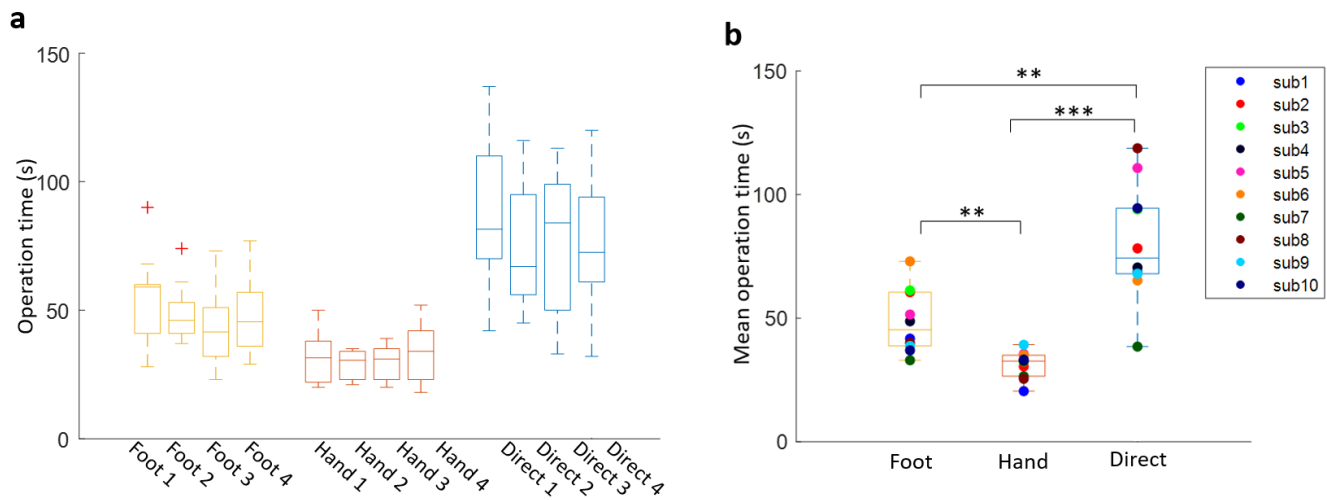 a
Operation time (s)
150
100
50
0
Foot 1
Foot 2
Foot 3
Foot 4
Hand 1
Hand 2
Hand 3
Hand 4
Direct 1
Direct 2
Direct 3
Direct 4
b
Mean operation time (s)
150
100
50
0
**
***
**
Foot
Hand
Direct
sub1
sub2
sub3
sub4
sub5
sub6
sub7
sub8
sub9
sub10